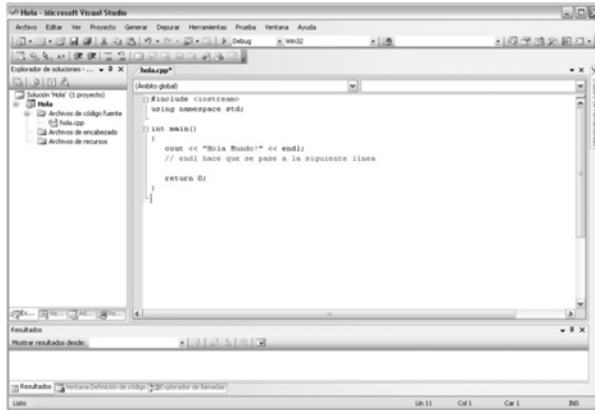 Hola - Microsoft Visual Studio
Archivo Editar Ver Proyecto Generar Depurar Herramientas Prueba Ventana Ayuda
Debug Win32
Explorador de soluciones - ...
hola.cpp*
Solución 'Hola' (1 proyecto)
Hola
Archivos de código fuente
hola.cpp
Archivos de encabezado
Archivos de recursos
(Ámbito global)
#include <iostream>
using namespace std;
int main()
{
cout << "Hola Mundo!" << endl;
// endl hace que se pase a la siguiente linea
return 0;
}
Ex... Ad...
Resultados
Mostrar resultados desde:
Resultados Ventana Definición de código Explorador de llamadas
Listo Lín 11 Col 1 Car 1 INS